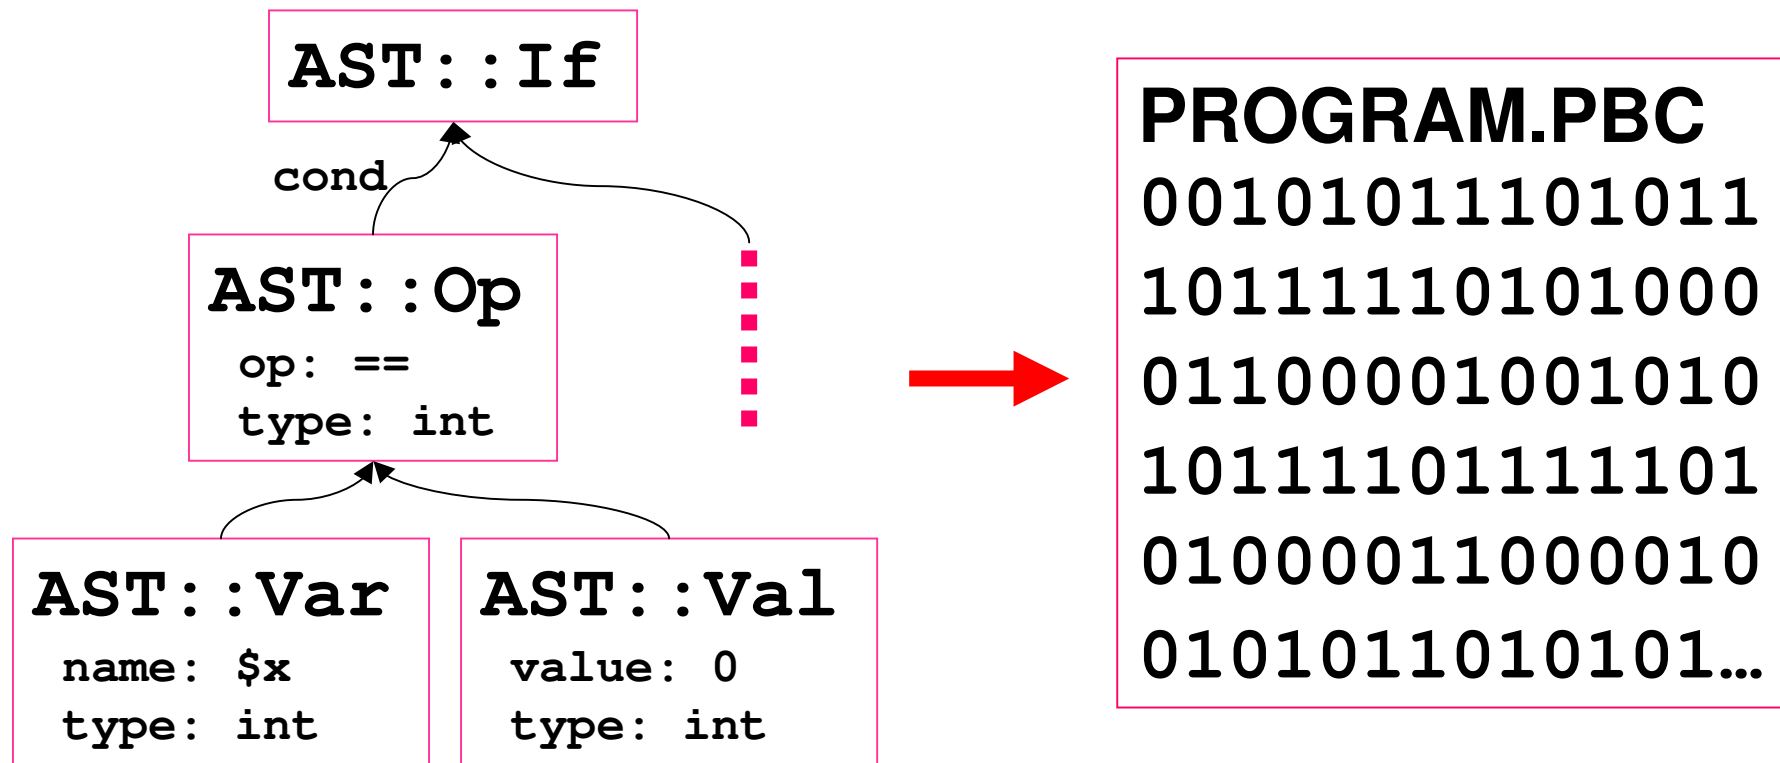 AST::If
cond
AST::Op
op: ==
type: int
AST::Var
name: $x
type: int
AST::Val
value: 0
type: int
PROGRAM.PBC
00101011101011
10111110101000
01100001001010
10111101111101
01000011000010
0101011010101…